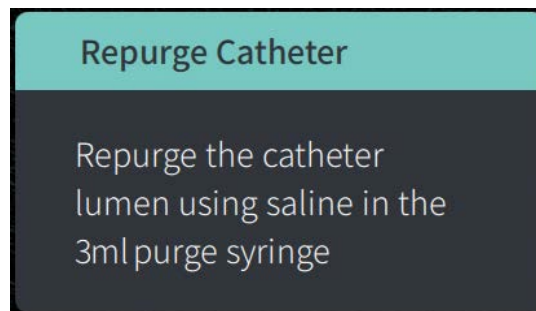 Repurge Catheter
Repurge the catheter
lumen using saline in the
3ml purge syringe